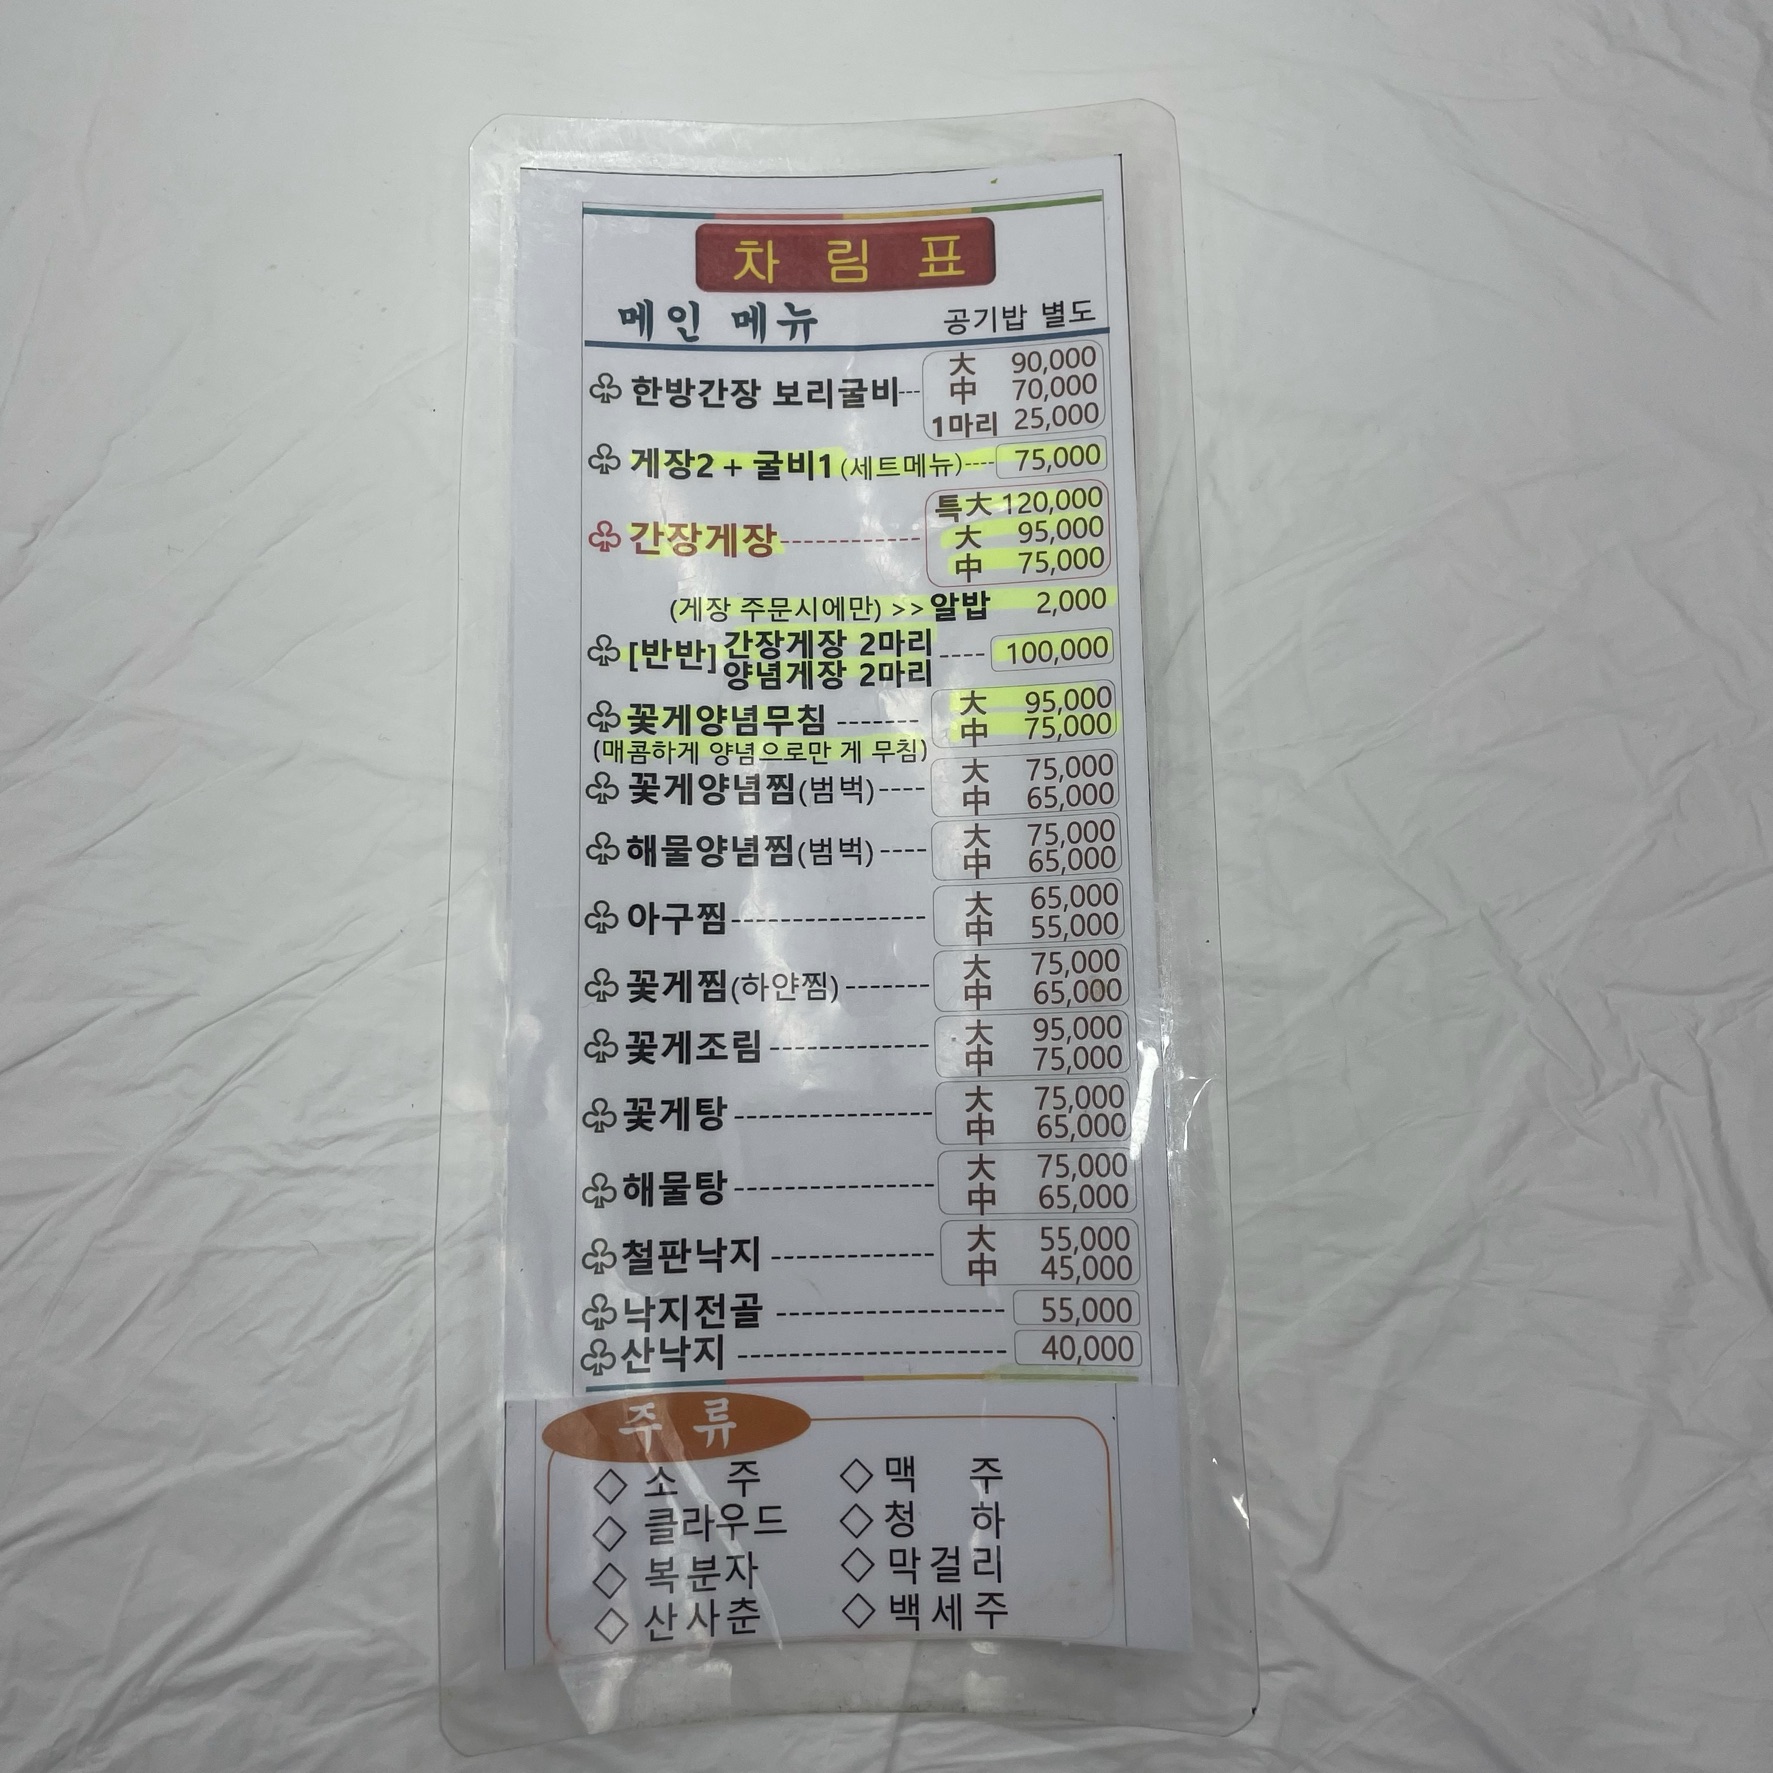 차 림 표
메인 메뉴 공기밥 별도
♧ 한방간장 보리굴비--- 大 90,000
中 70,000
1마리 25,000
♧ 게장2 + 굴비1 (세트메뉴)---- 75,000
♧ 간장게장------------ 특大 120,000
大 95,000
中 75,000
(게장 주문시에만) >> 알밥 2,000
♧ [반반] 간장게장 2마리
양념게장 2마리 ---- 100,000
♧ 꽃게양념무침 ------- 大 95,000
中 75,000
(매콤하게 양념으로만 게 무침)
♧ 꽃게양념찜(범벅)---- 大 75,000
中 65,000
♧ 해물양념찜(범벅)---- 大 75,000
中 65,000
♧ 아구찜---------------- 大 65,000
中 55,000
♧ 꽃게찜(하얀찜)------- 大 75,000
中 65,000
♧ 꽃게조림------------- 大 95,000
中 75,000
♧ 꽃게탕---------------- 大 75,000
中 65,000
♧ 해물탕---------------- 大 75,000
中 65,000
♧ 철판낙지------------- 大 55,000
中 45,000
♧ 낙지전골 ------------------ 55,000
♧ 산낙지 --------------------- 40,000
주 류
◇ 소 주 ◇ 맥 주
◇ 클라우드 ◇ 청 하
◇ 복분자 ◇ 막걸리
◇ 산사춘 ◇ 백세주